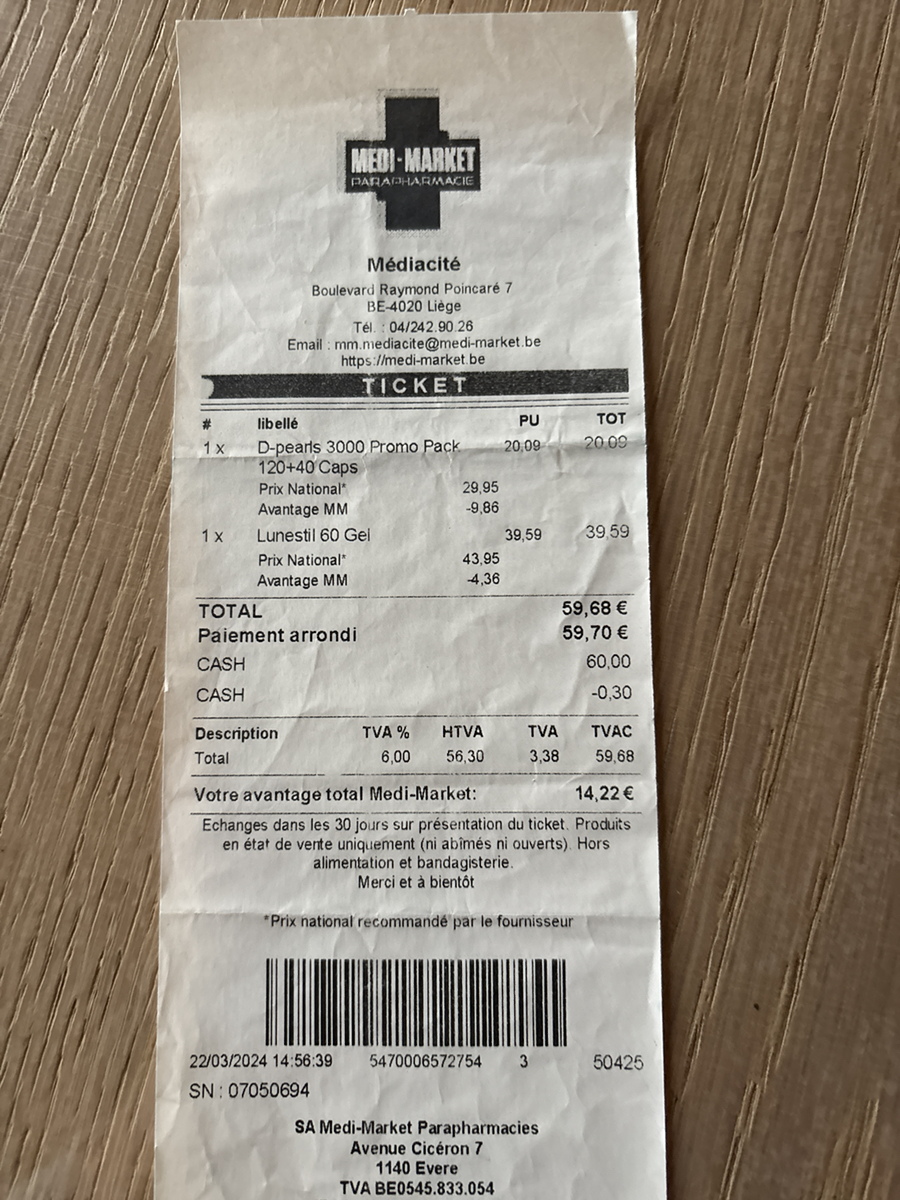 MEDI-MARKET
PARAPHARMACIE
Médiacité
Boulevard Raymond Poincaré 7
BE-4020 Liège
Tél. : 04/242.90.26
Email : mm.mediacite@medi-market.be
https://medi-market.be
TICKET
# libellé PU TOT
1 x D-pearls 3000 Promo Pack 20,09 20,09
120+40 Caps
Prix National* 29,95
Avantage MM -9,86
1 x Lunestil 60 Gel 39,59 39,59
Prix National* 43,95
Avantage MM -4,36
TOTAL 59,68 €
Paiement arrondi 59,70 €
CASH 60,00
CASH -0,30
Description TVA % HTVA TVA TVAC
Total 6,00 56,30 3,38 59,68
Votre avantage total Medi-Market: 14,22 €
Echanges dans les 30 jours sur présentation du ticket. Produits
en état de vente uniquement (ni abîmés ni ouverts). Hors
alimentation et bandagisterie.
Merci et à bientôt
*Prix national recommandé par le fournisseur
22/03/2024 14:56:39 5470006572754 3 50425
SN : 07050694
SA Medi-Market Parapharmacies
Avenue Cicéron 7
1140 Evere
TVA BE0545.833.054